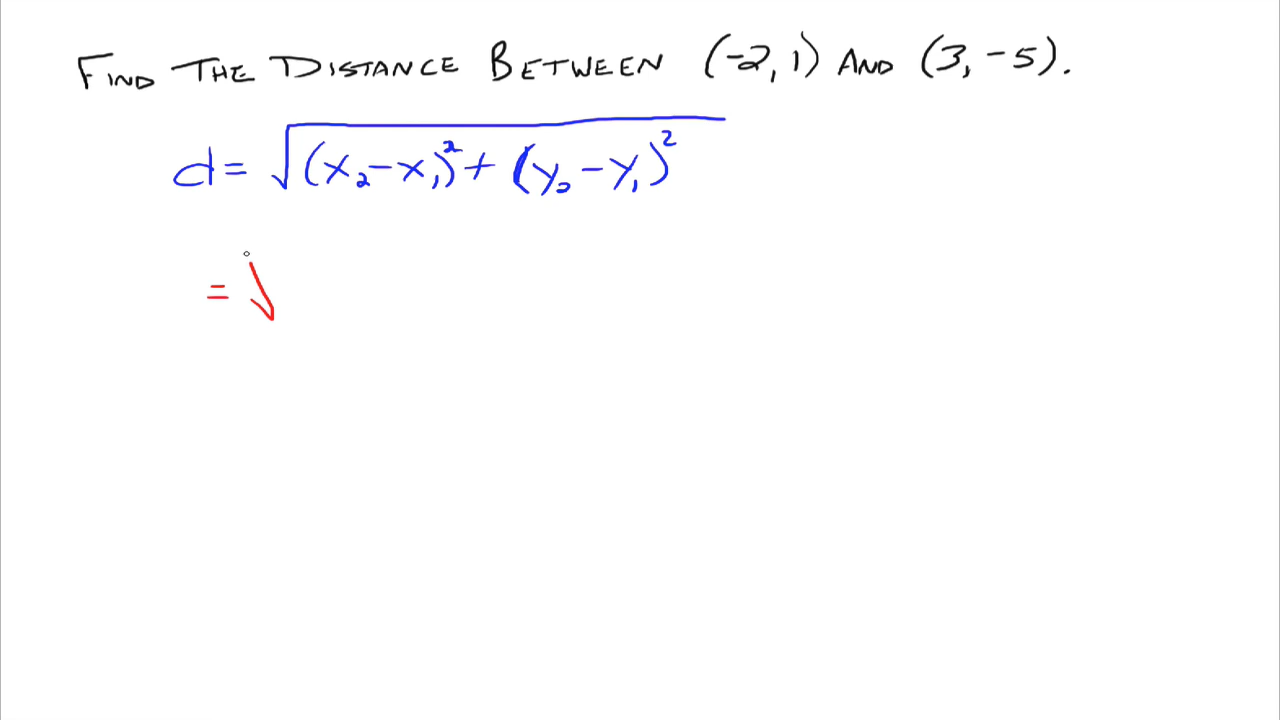 FIND THE DISTANCE BETWEEN (-2, 1) AND (3, -5).
d = √(x₂ - x₁)² + (y₂ - y₁)²
= √